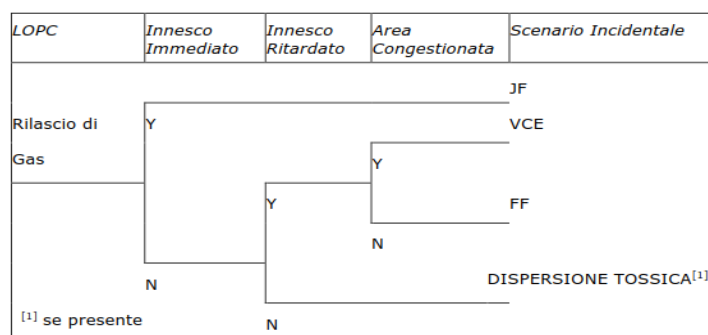 LOPC Innesco Immediato Innesco Ritardato Area Congestionata Scenario Incidentale
JF
Rilascio di Y VCE
Gas Y
Y FF
N
N DISPERSIONE TOSSICA[1]
[1] se presente N